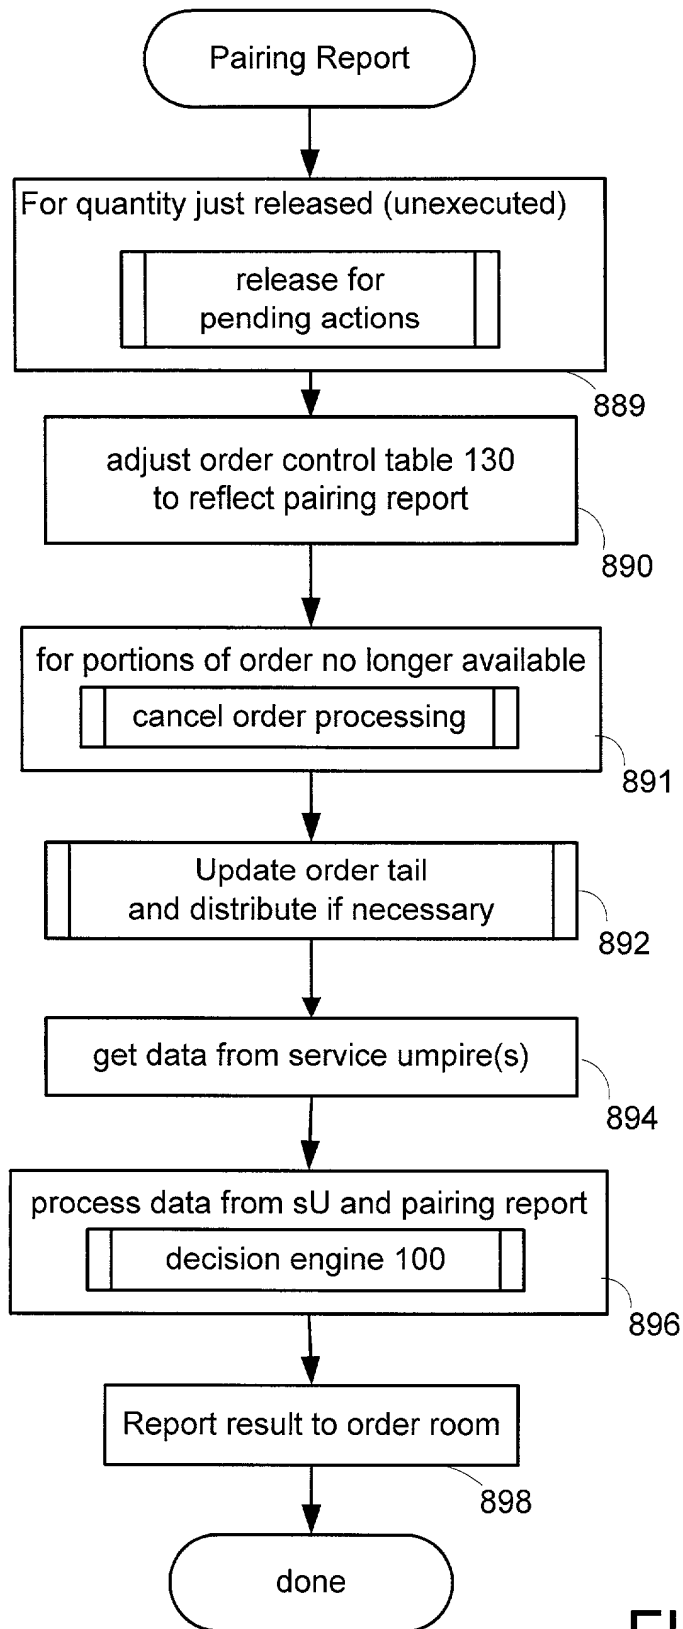 Pairing Report
For quantity just released (unexecuted)
release for
pending actions
889
adjust order control table 130
to reflect pairing report
890
for portions of order no longer available
cancel order processing
891
Update order tail
and distribute if necessary
892
get data from service umpire(s)
894
process data from sU and pairing report
decision engine 100
896
Report result to order room
898
done